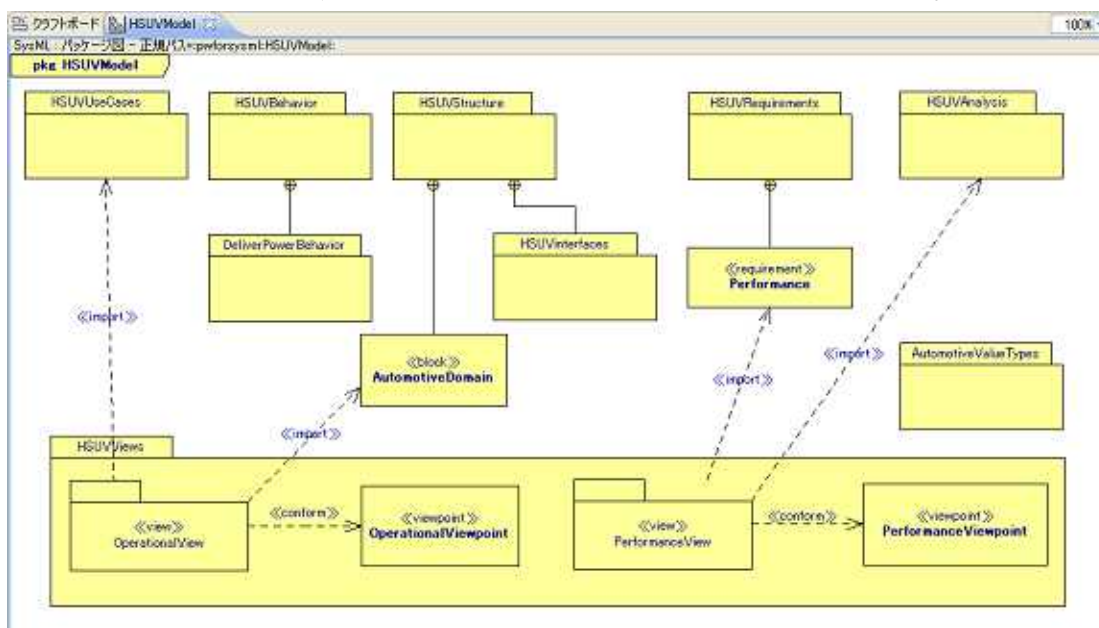 クラフトボード HSUVModel
100%
SysML : パッケージ図 - 正規パス=:pwforsysml:HSUVModel:
pkg HSUVModel
HSUVUseCases
HSUVBehavior
HSUVStructure
HSUVRequirements
HSUVAnalysis
DeliverPowerBehavior
HSUVinterfaces
≪requirement≫
Performance
≪import≫
≪block≫
AutomotiveDomain
≪import≫
AutomotiveValueTypes
≪import≫
≪import≫
HSUVViews
≪view≫
OperationalView
≪conform≫
≪viewpoint≫
OperationalViewpoint
≪view≫
PerformanceView
≪conform≫
≪viewpoint≫
PerformanceViewpoint